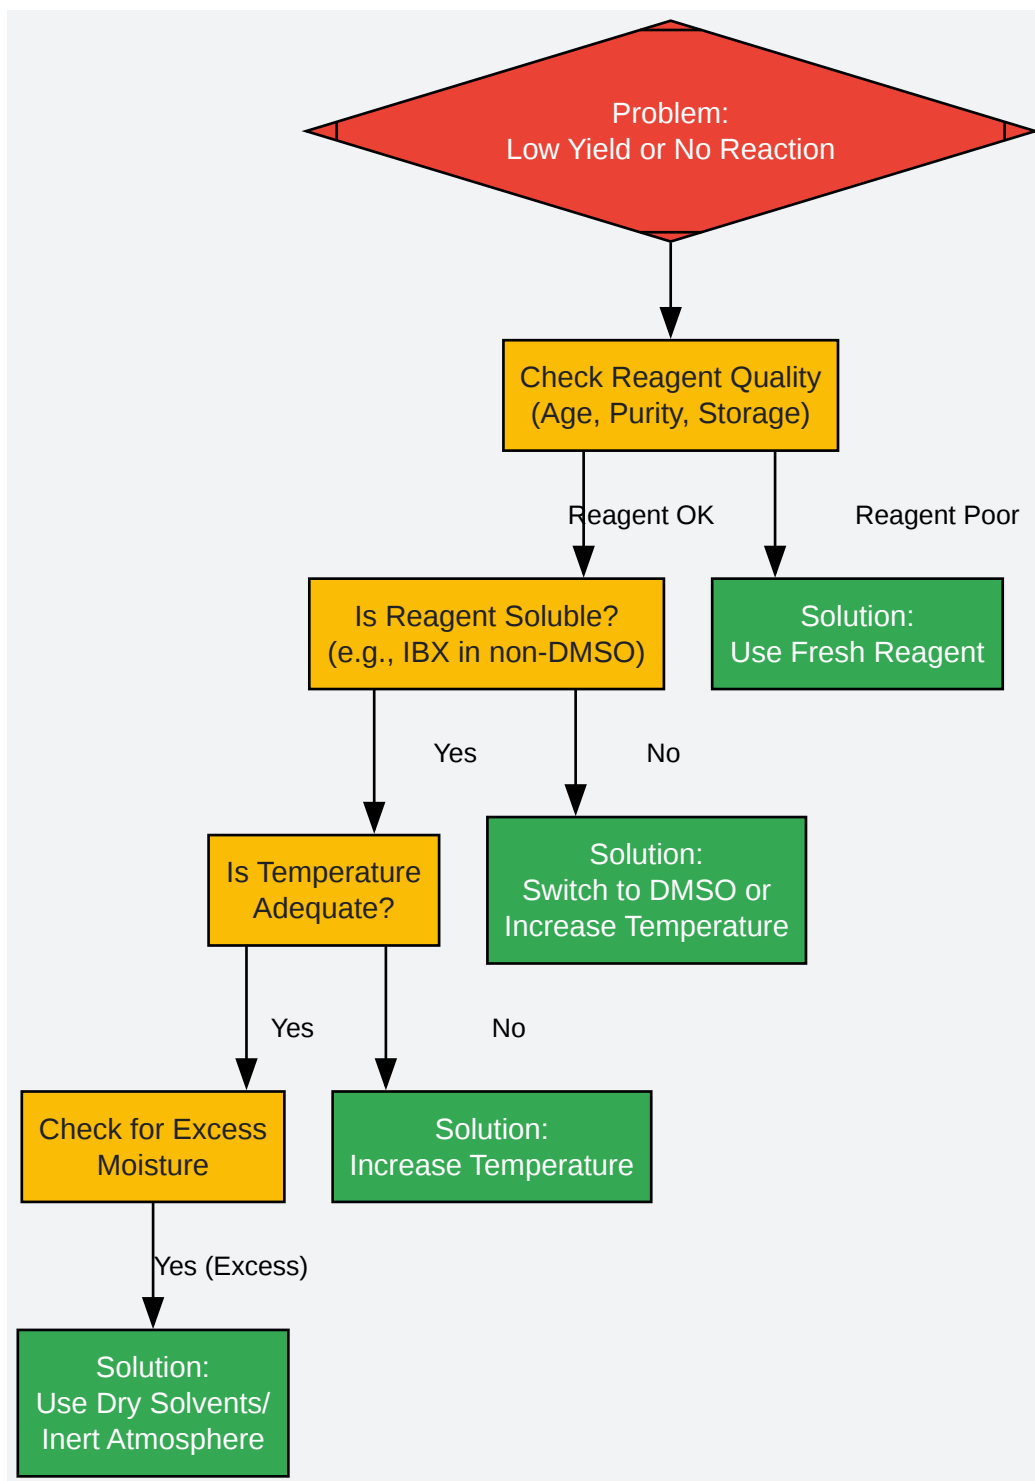 Problem:
Low Yield or No Reaction
Check Reagent Quality
(Age, Purity, Storage)
Reagent OK
Reagent Poor
Is Reagent Soluble?
(e.g., IBX in non-DMSO)
Solution:
Use Fresh Reagent
Yes
No
Is Temperature
Adequate?
Solution:
Switch to DMSO or
Increase Temperature
Yes
No
Check for Excess
Moisture
Solution:
Increase Temperature
Yes (Excess)
Solution:
Use Dry Solvents/
Inert Atmosphere